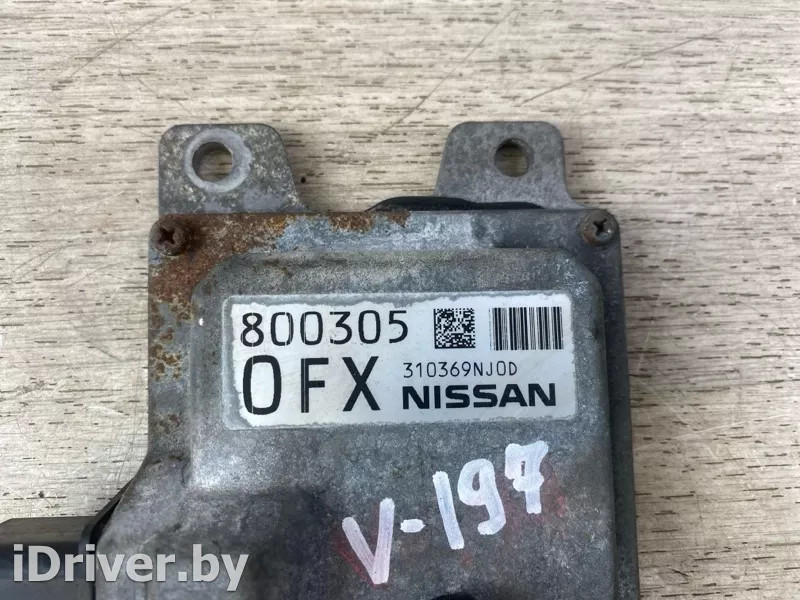 800305
0FX
310369NJ0D
NISSAN
V-197
iDriver.by